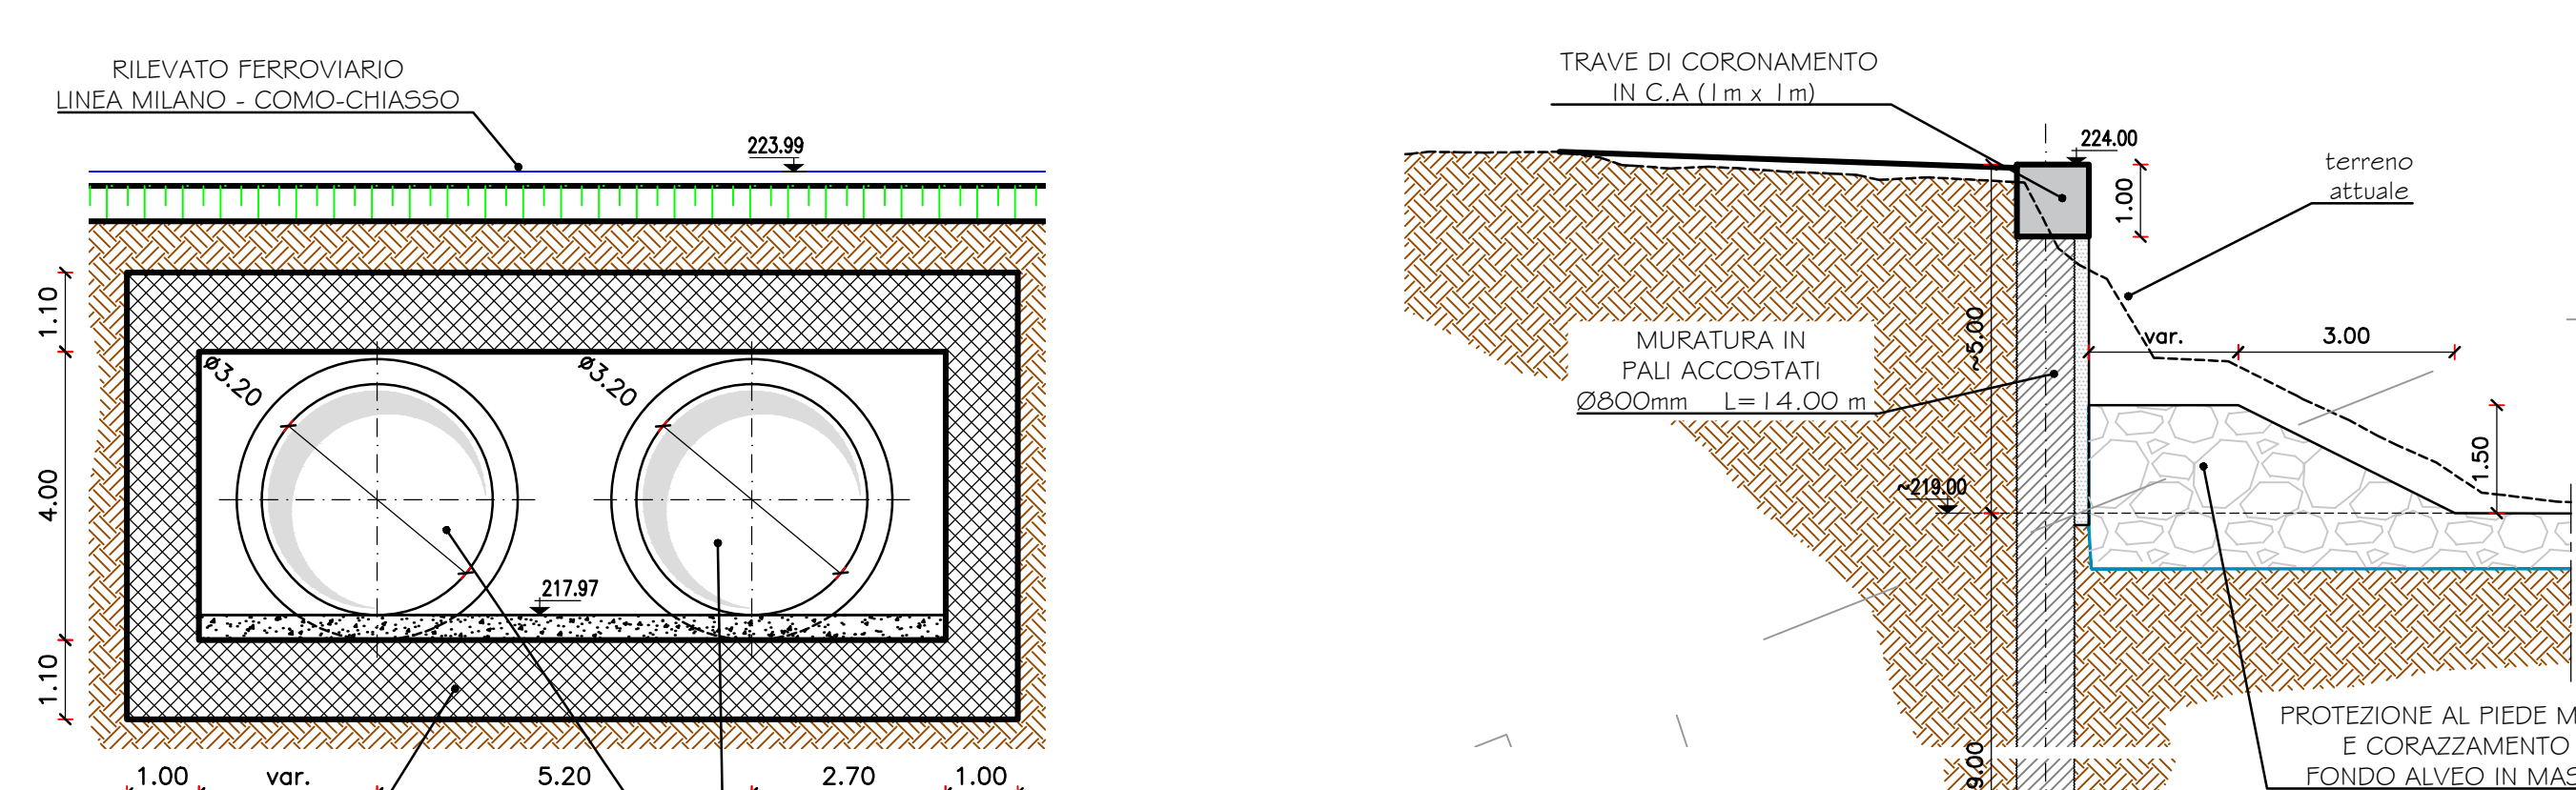 RILEVATO FERROVIARIO
LINEA MILANO - COMO-CHIASSO
223.99
1.10
4.00
1.10
ø3.20
ø3.20
217.97
1.00
var.
5.20
2.70
1.00
TRAVE DI CORONAMENTO
IN C.A (1m x 1m)
224.00
1.00
terreno
attuale
MURATURA IN
PALI ACCOSTATI
Ø800mm L=14.00 m
~5.00
var.
3.00
1.50
~219.00
9.00
PROTEZIONE AL PIEDE M
E CORAZZAMENTO
FONDO ALVEO IN MAS